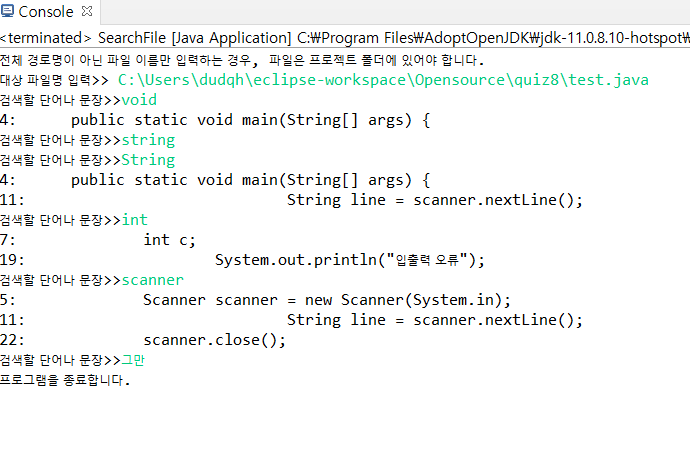 Console
<terminated> SearchFile [Java Application] C:₩Program Files₩AdoptOpenJDK₩jdk-11.0.8.10-hotspot₩
전체 경로명이 아닌 파일 이름만 입력하는 경우, 파일은 프로젝트 폴더에 있어야 합니다.
대상 파일명 입력>> C:\Users\dudqh\eclipse-workspace\Opensource\quiz8\test.java
검색할 단어나 문장>>void
4:      public static void main(String[] args) {
검색할 단어나 문장>>string
검색할 단어나 문장>>String
4:      public static void main(String[] args) {
11:                             String line = scanner.nextLine();
검색할 단어나 문장>>int
7:              int c;
19:                     System.out.println("입출력 오류");
검색할 단어나 문장>>scanner
5:              Scanner scanner = new Scanner(System.in);
11:                             String line = scanner.nextLine();
22:             scanner.close();
검색할 단어나 문장>>그만
프로그램을 종료합니다.